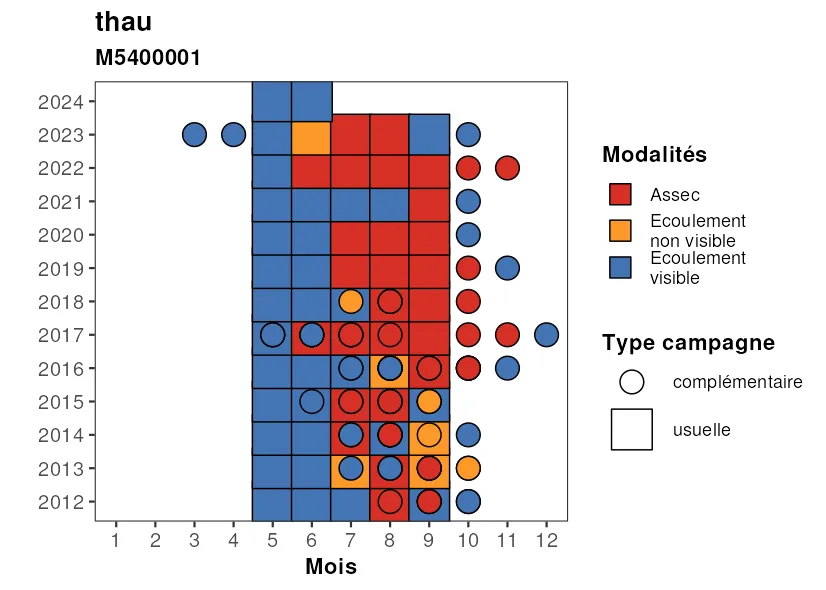 thau
M5400001
2024
2023
2022
2021
2020
2019
2018
2017
2016
2015
2014
2013
2012
1 2 3 4 5 6 7 8 9 10 11 12
Mois
Modalités
Assec
Ecoulement
non visible
Ecoulement
visible
Type campagne
complémentaire
usuelle